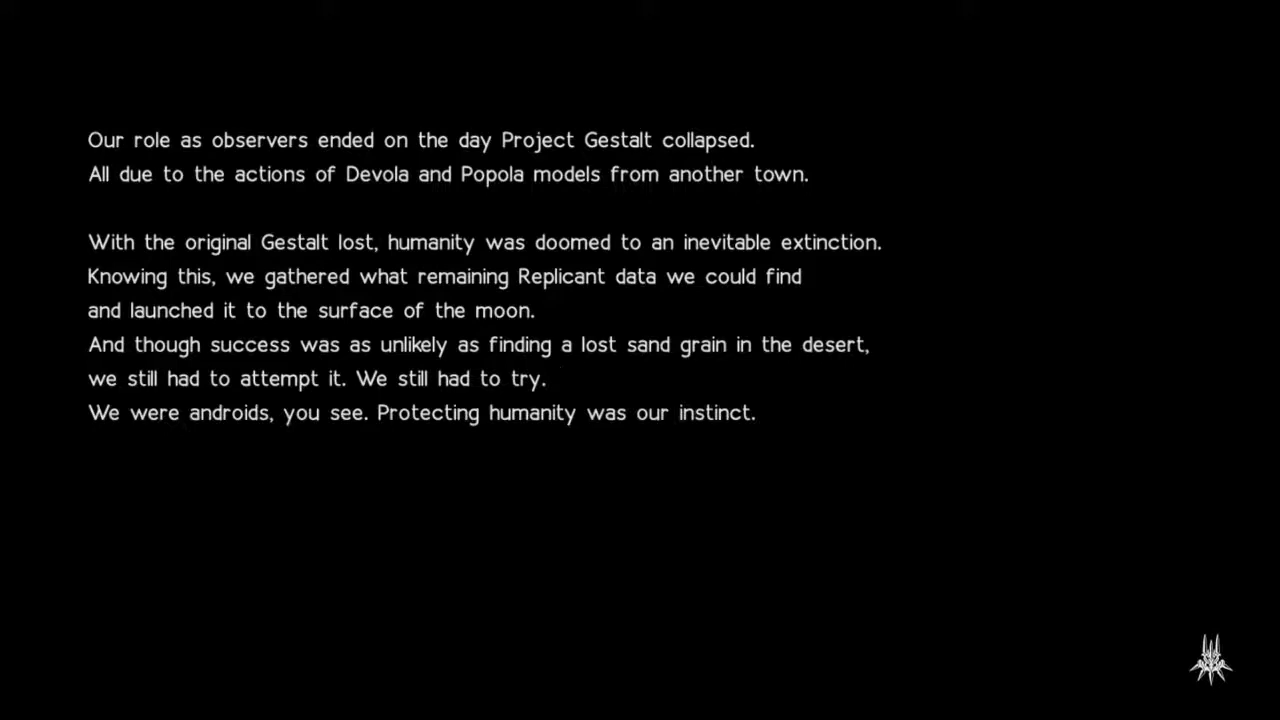 Our role as observers ended on the day Project Gestalt collapsed.
All due to the actions of Devola and Popola models from another town.
With the original Gestalt lost, humanity was doomed to an inevitable extinction.
Knowing this, we gathered what remaining Replicant data we could find
and launched it to the surface of the moon.
And though success was as unlikely as finding a lost sand grain in the desert,
we still had to attempt it. We still had to try.
We were androids, you see. Protecting humanity was our instinct.